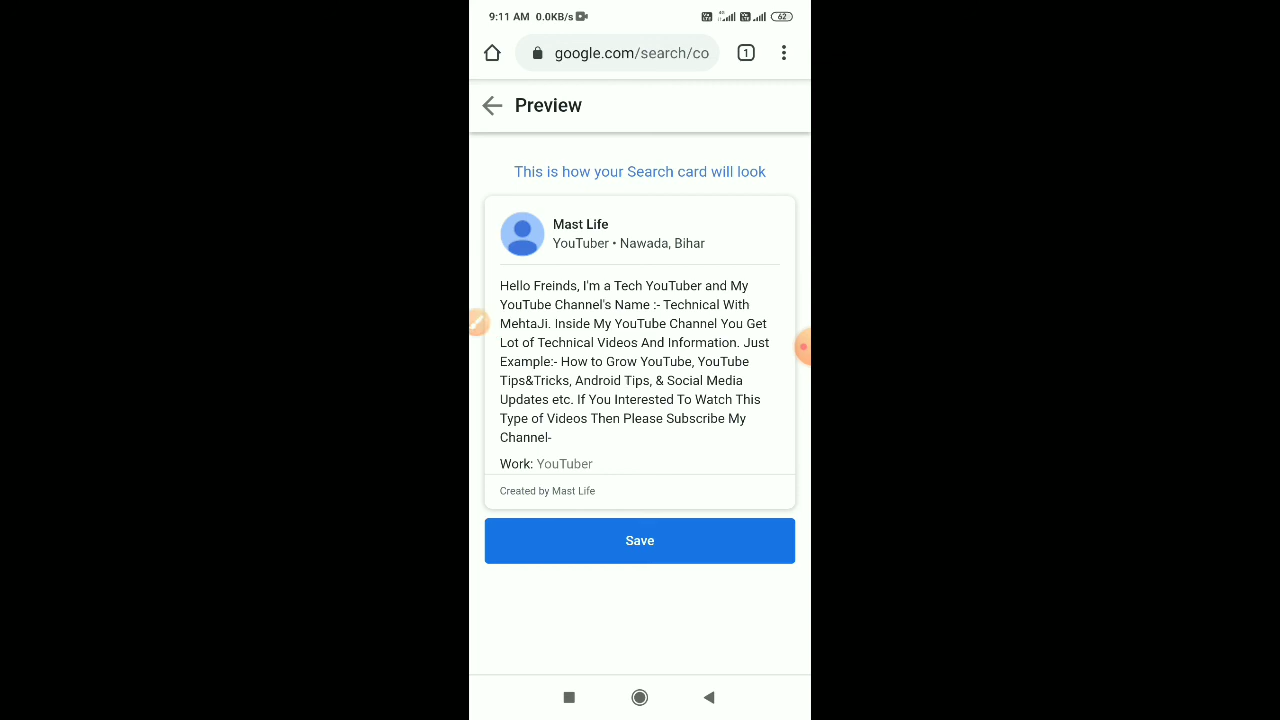 9:11 AM 0.0KB/s 62
google.com/search/co 1
Preview
This is how your Search card will look
Mast Life
YouTuber • Nawada, Bihar
Hello Freinds, I'm a Tech YouTuber and My
YouTube Channel's Name :- Technical With
MehtaJi. Inside My YouTube Channel You Get
Lot of Technical Videos And Information. Just
Example:- How to Grow YouTube, YouTube
Tips&Tricks, Android Tips, & Social Media
Updates etc. If You Interested To Watch This
Type of Videos Then Please Subscribe My
Channel-
Work: YouTuber
Created by Mast Life
Save